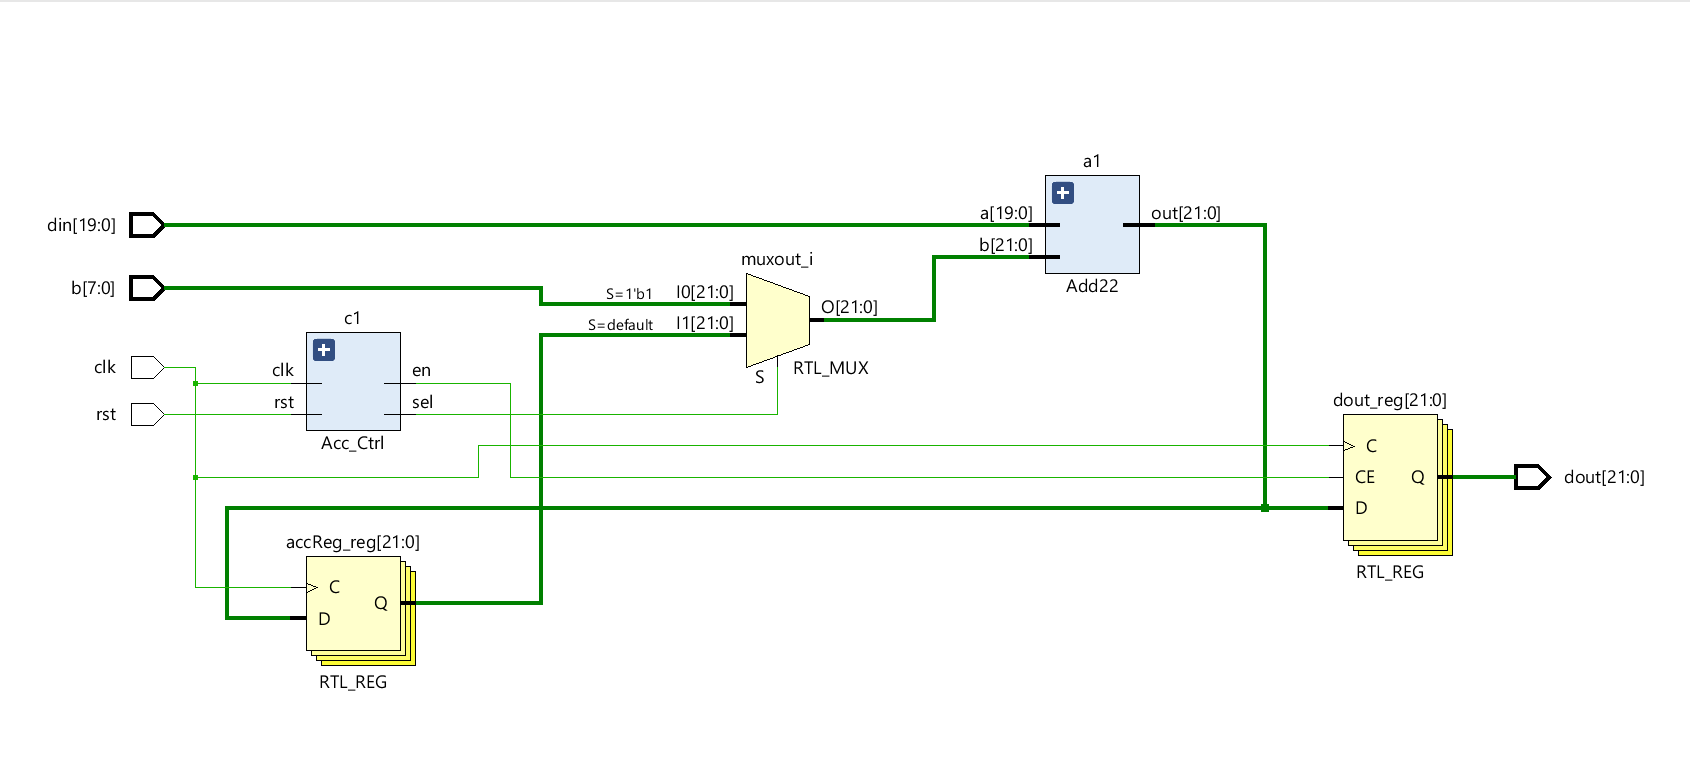 a1
din[19:0]
a[19:0]
out[21:0]
b[21:0]
Add22
muxout_i
b[7:0]
S=1'b1
I0[21:0]
O[21:0]
S=default
I1[21:0]
S
RTL_MUX
c1
clk
clk
en
rst
rst
sel
Acc_Ctrl
dout_reg[21:0]
C
CE
Q
D
dout[21:0]
RTL_REG
accReg_reg[21:0]
C
Q
D
RTL_REG